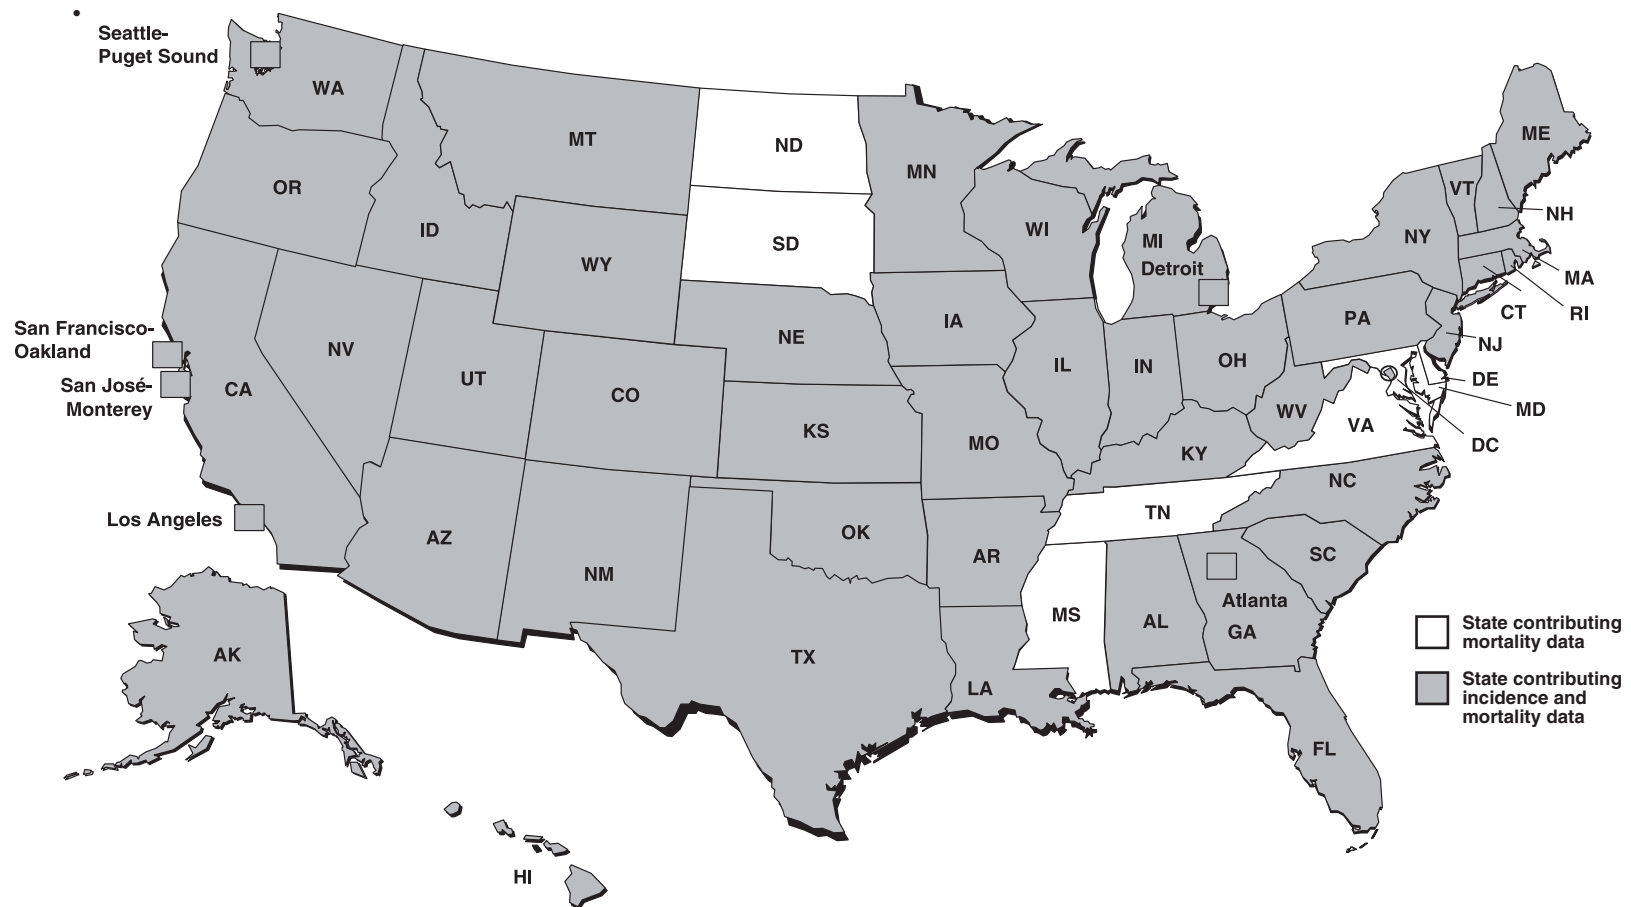 Seattle-
Puget Sound
WA
MT
ND
MN
ME
OR
ID
WY
SD
WI
MI
Detroit
NY
VT
NH
MA
RI
CT
San Francisco-
Oakland
San José-
Monterey
CA
NV
UT
CO
NE
KS
IA
MO
IL
IN
OH
PA
NJ
DE
MD
DC
WV
VA
KY
NC
TN
SC
Los Angeles
AZ
NM
OK
AR
TX
LA
MS
AL
Atlanta
GA
FL
AK
HI
State contributing
mortality data
State contributing
incidence and
mortality data